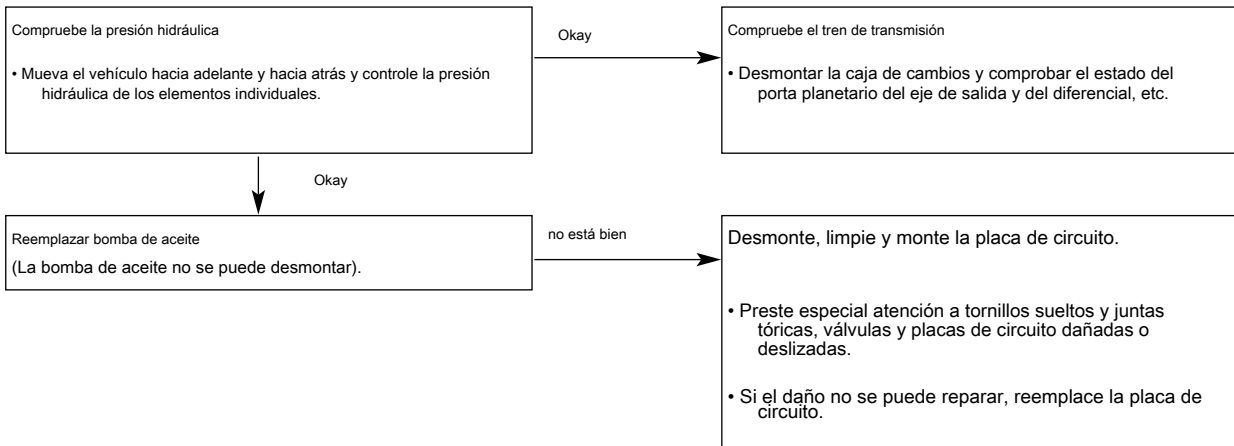 Compruebe la presión hidráulica
• Mueva el vehículo hacia adelante y hacia atrás y controle la presión
hidráulica de los elementos individuales.
Okay
Compruebe el tren de transmisión
• Desmontar la caja de cambios y comprobar el estado del
porta planetario del eje de salida y del diferencial, etc.
Okay
Reemplazar bomba de aceite
(La bomba de aceite no se puede desmontar).
no está bien
Desmonte, limpie y monte la placa de circuito.
• Preste especial atención a tornillos sueltos y juntas
tóricas, válvulas y placas de circuito dañadas o
deslizadas.
• Si el daño no se puede reparar, reemplace la placa de
circuito.